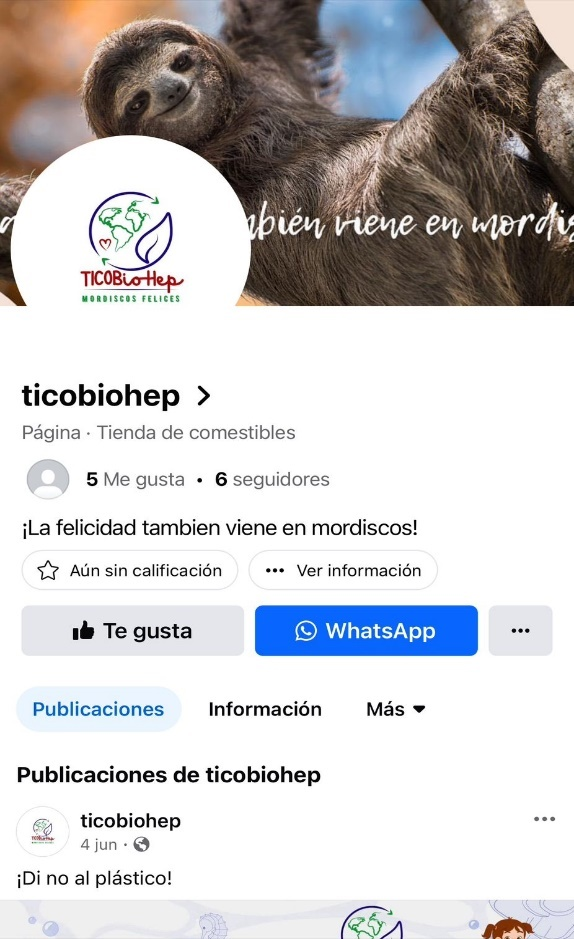 bién viene en mordis
TICOBioHep
MORDISCOS FELICES
ticobiohep
Página · Tienda de comestibles
5 Me gusta • 6 seguidores
¡La felicidad tambien viene en mordiscos!
Aún sin calificación
Ver información
Te gusta
WhatsApp
Publicaciones
Información
Más
Publicaciones de ticobiohep
ticobiohep
4 jun ·
¡Di no al plástico!